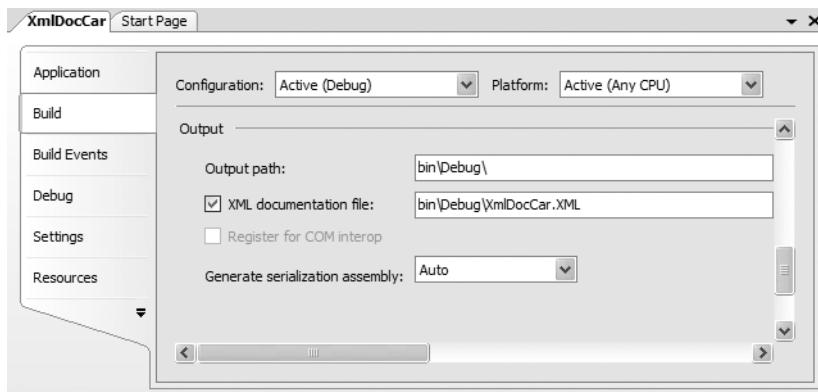 XmlDocCar Start Page
Application
Build
Build Events
Debug
Settings
Resources
Configuration: Active (Debug) Platform: Active (Any CPU)
Output
Output path: bin\Debug\
XML documentation file: bin\Debug\XmlDocCar.XML
Register for COM interop
Generate serialization assembly: Auto